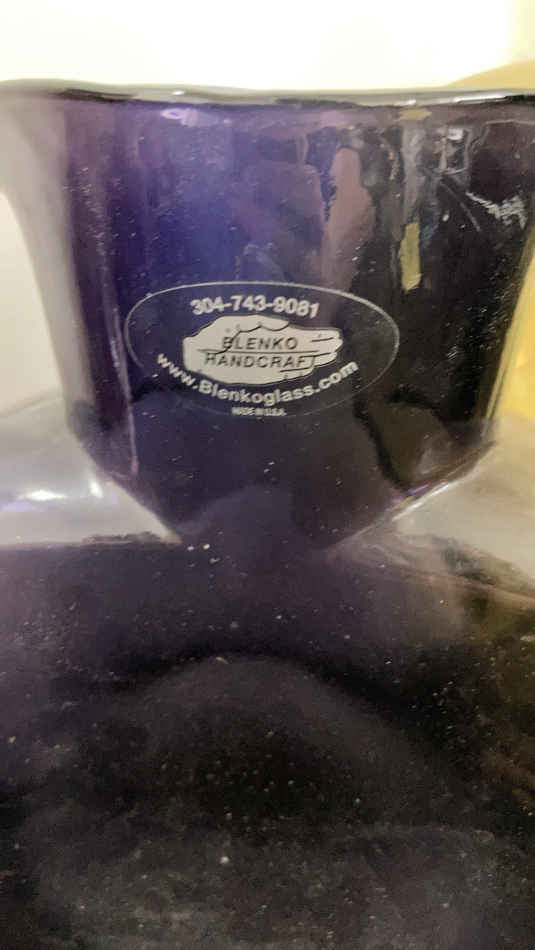 304-743-9081
BLENKO
HANDCRAFT
www.Blenkoglass.com
MADE IN U.S.A.